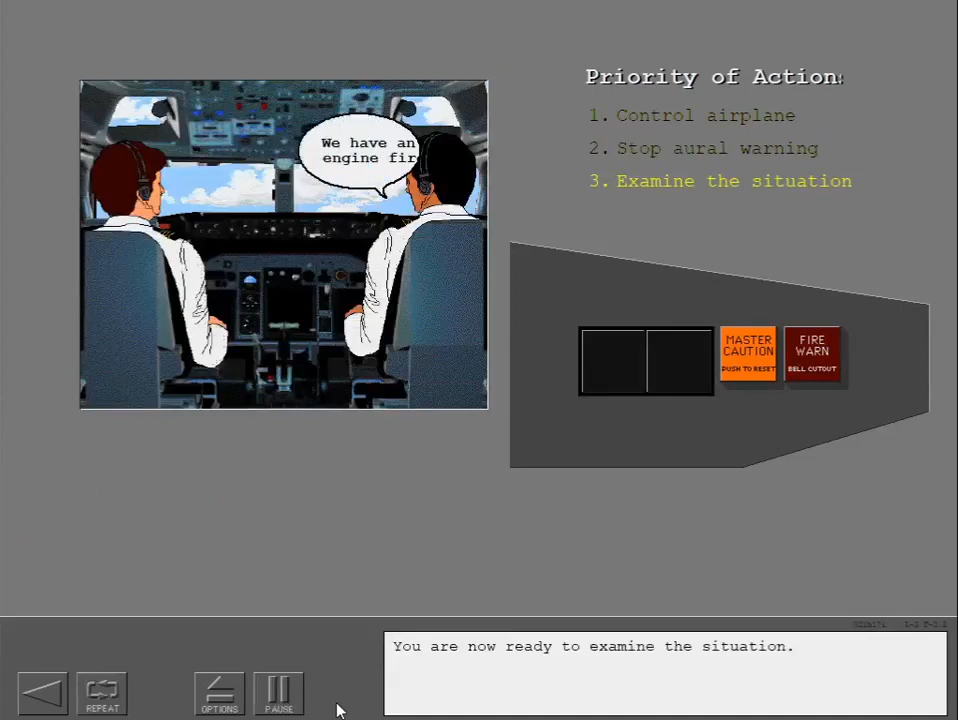 Priority of Action:
1. Control airplane
2. Stop aural warning
3. Examine the situation
We have an
engine fir
MASTER
CAUTION
PUSH TO RESET
FIRE
WARN
BELL CUTOUT
You are now ready to examine the situation.
REPEAT
OPTIONS
PAUSE